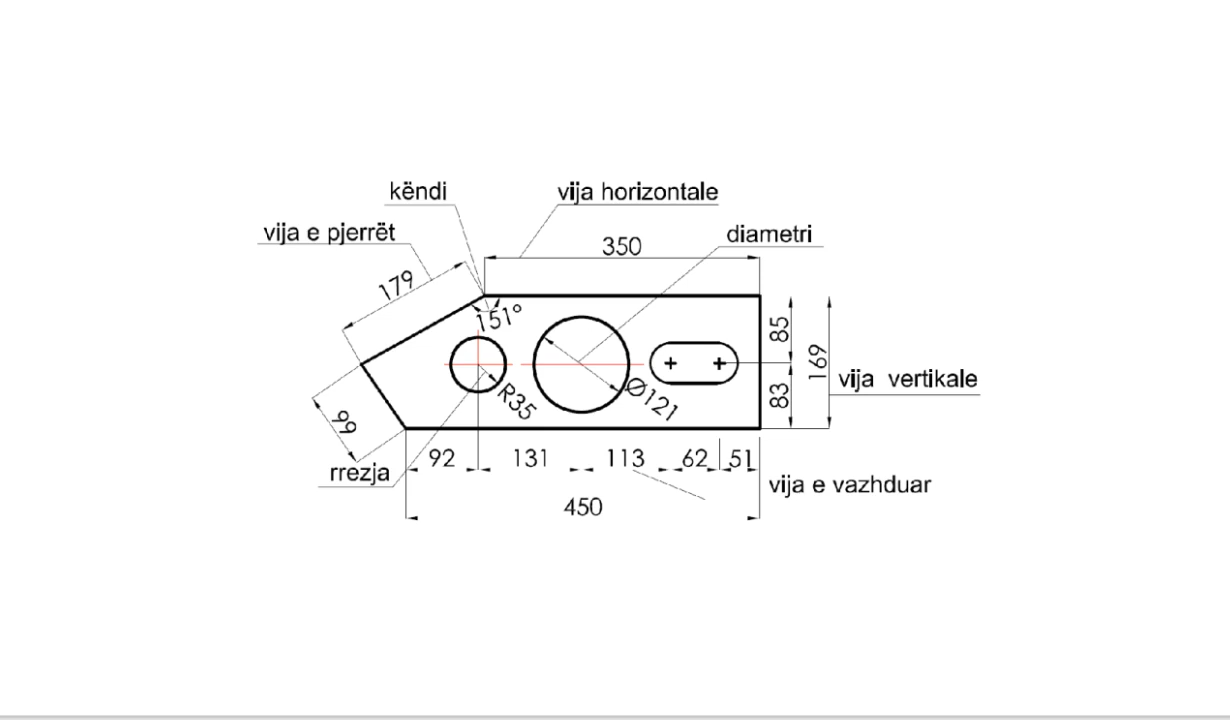 këndi
vija horizontale
vija e pjerrët
diametri
350
179
151°
85
169
83
vija vertikale
R35
Ø121
99
92
131
113
62
51
rrezja
vija e vazhduar
450